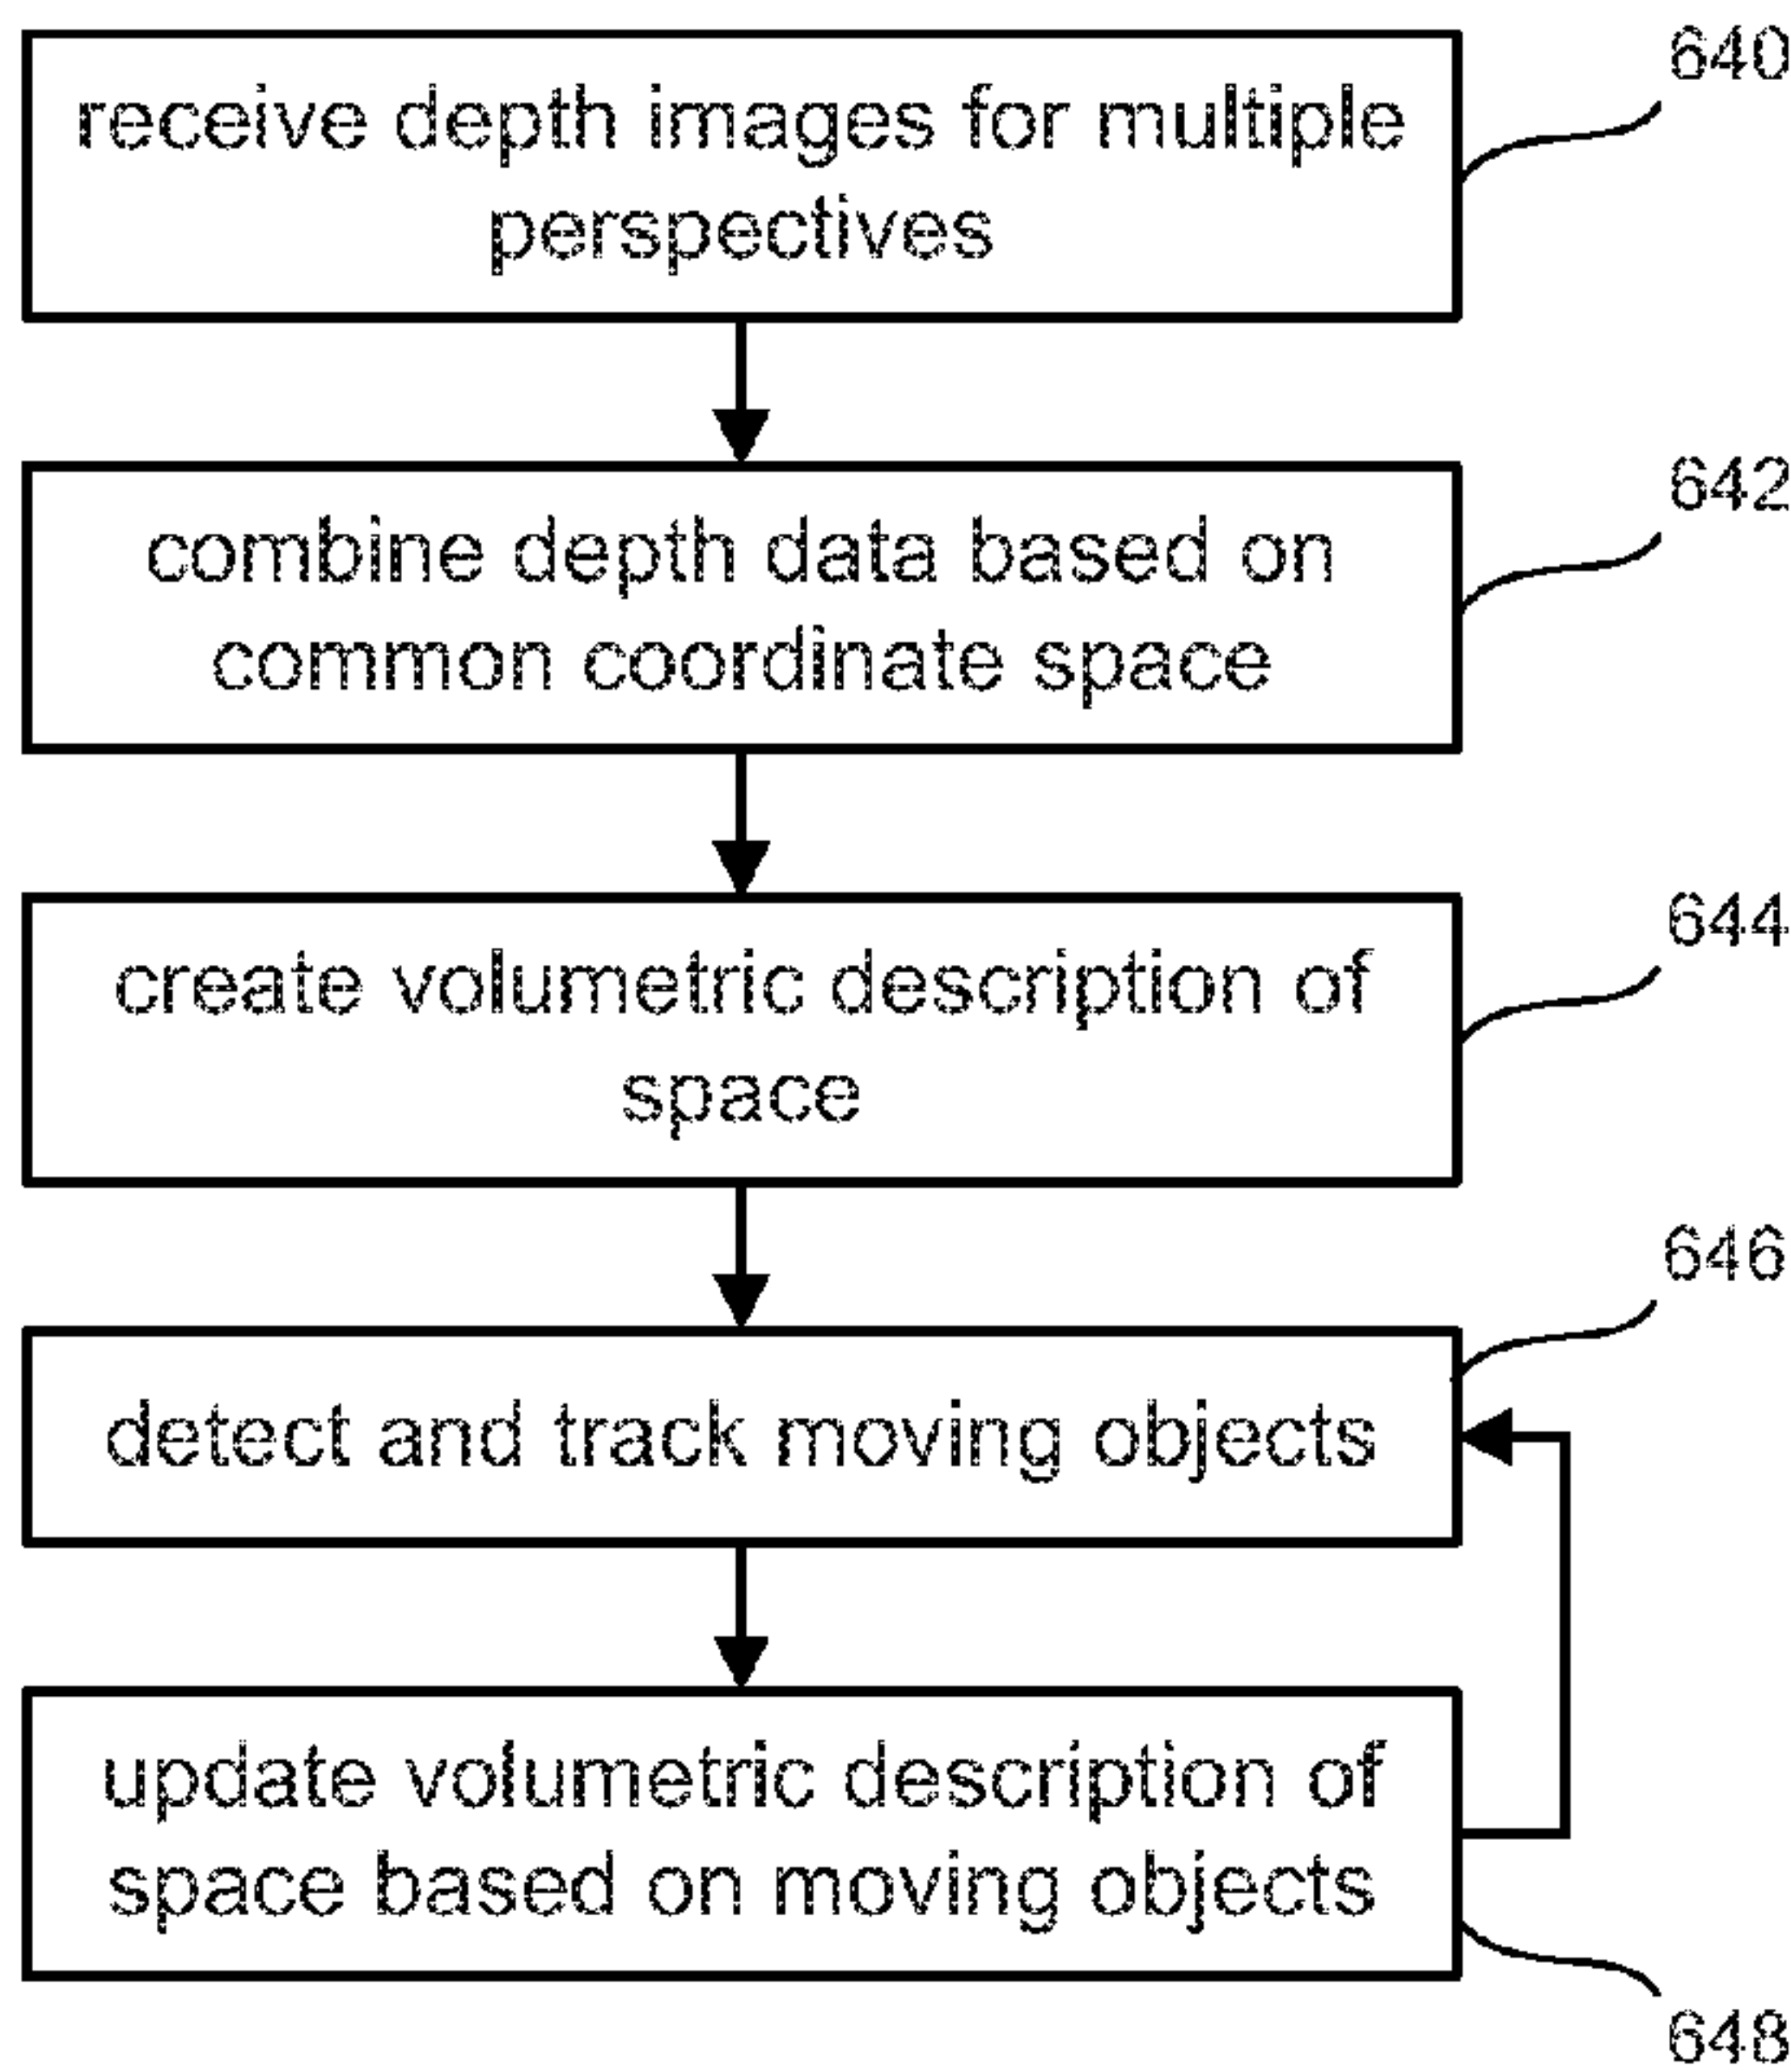 receive depth images for multiple
perspectives
640
combine depth data based on
common coordinate space
642
create volumetric description of
space
644
detect and track moving objects
646
update volumetric description of
space based on moving objects
648